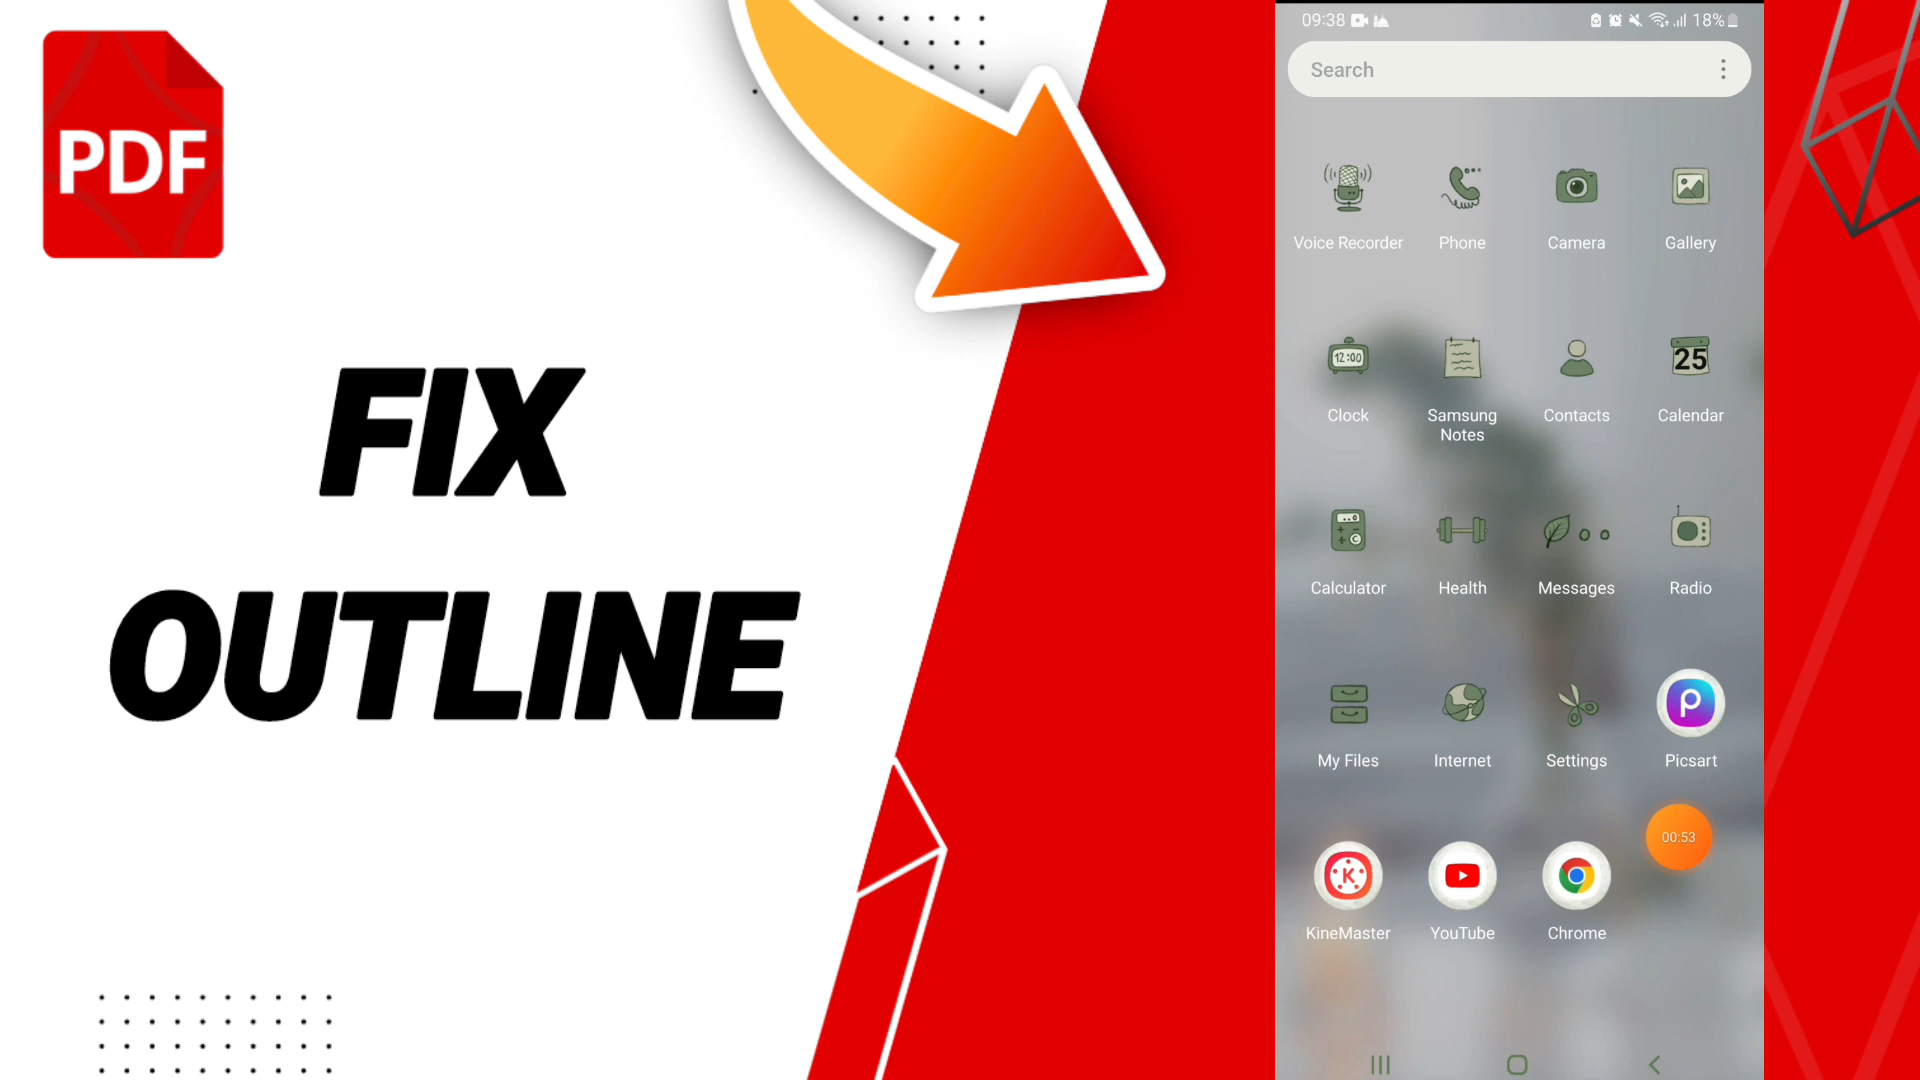 PDF
FIX
OUTLINE
09:38
18%
Search
Voice Recorder
Phone
Camera
Gallery
12:00
25
Clock
Samsung
Notes
Contacts
Calendar
Calculator
Health
Messages
Radio
My Files
Internet
Settings
Picsart
00:53
KineMaster
YouTube
Chrome